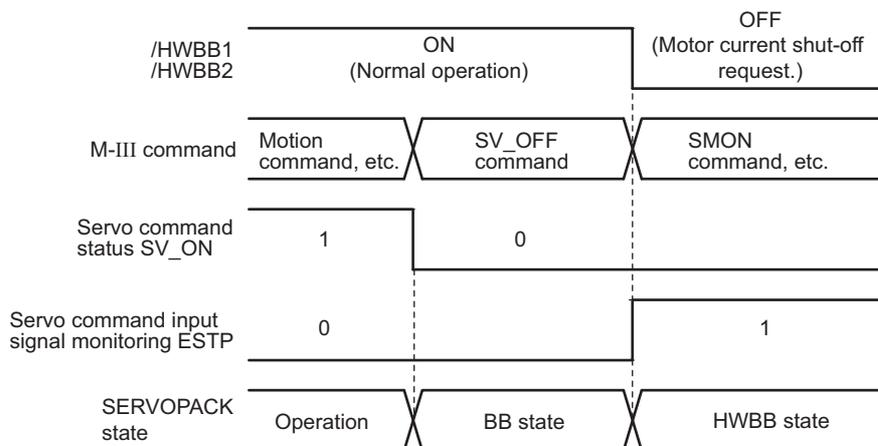 /HWBB1
/HWBB2
ON
(Normal operation)
OFF
(Motor current shut-off
request.)
M-III command
Motion
command, etc.
SV_OFF
command
SMON
command, etc.
Servo command
status SV_ON
1
0
Servo command input
signal monitoring ESTP
0
1
SERVOPACK
state
Operation
BB state
HWBB state